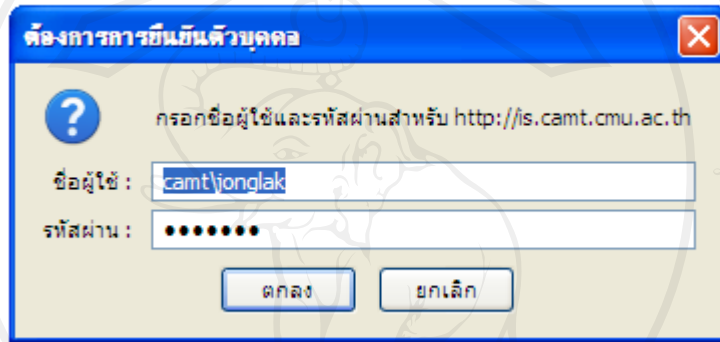 ต้องการการยืนยันตัวบุคคล
กรอกชื่อผู้ใช้และรหัสผ่านสำหรับ http://is.camt.cmu.ac.th
ชื่อผู้ใช้ : camt\jonglak
รหัสผ่าน : •••••••
ตกลง ยกเลิก